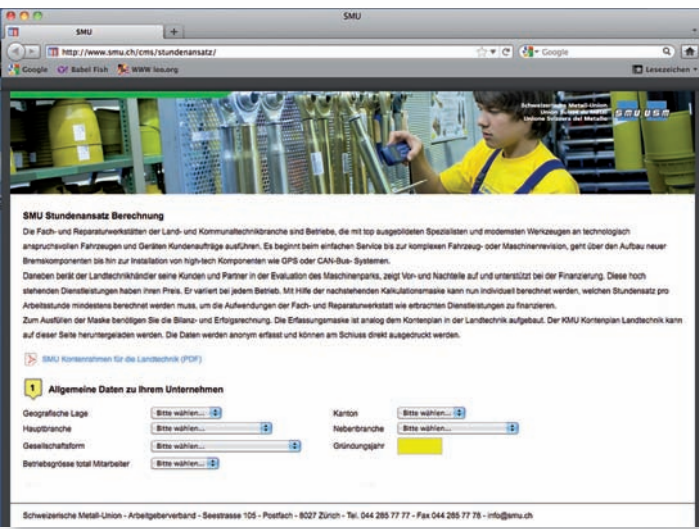 SMU
SMU
http://www.smu.ch/cms/stundenansatz/
Google
Google
Babel Fish
WWW leo.org
Lesezeichen
Schweizerische Metall-Union
Union Suisse du Métal
Unione Svizzera del Metallo
smu usm
SMU Stundenansatz Berechnung
Die Fach- und Reparaturwerkstätten der Land- und Kommunaltechnikbranche sind Betriebe, die mit top ausgebildeten Spezialisten und modernsten Werkzeugen an technologisch
anspruchsvollen Fahrzeugen und Geräten Kundenaufträge ausführen. Es beginnt beim einfachen Service bis zur komplexen Fahrzeug- oder Maschinenrevision, geht über den Aufbau neuer
Bremskomponenten bis hin zur Installation von high-tech Komponenten wie GPS oder CAN-Bus- Systemen.
Daneben berät der Landtechnikhändler seine Kunden und Partner in der Evaluation des Maschinenparks, zeigt Vor- und Nachteile auf und unterstützt bei der Finanzierung. Diese hoch
stehenden Dienstleistungen haben ihren Preis. Er variert bei jedem Betrieb. Mit Hilfe der nachstehenden Kalkulationsmaske kann nun individuell berechnet werden, welchen Stundensatz pro
Arbeitsstunde mindestens berechnet werden muss, um die Aufwendungen der Fach- und Reparaturwerkstatt wie erbrachten Dienstleistungen zu finanzieren.
Zum Ausfüllen der Maske benötigen Sie die Bilanz- und Erfolgsrechnung. Die Erfassungsmaske ist analog dem Kontenplan in der Landtechnik aufgebaut. Der KMU Kontenplan Landtechnik kann
auf dieser Seite heruntergeladen werden. Die Daten werden anonym erfasst und können am Schluss direkt ausgedruckt werden.
SMU Kontenrahmen für die Landtechnik (PDF)
1 Allgemeine Daten zu Ihrem Unternehmen
Geografische Lage Bitte wählen... Kanton Bitte wählen...
Hauptbranche Bitte wählen... Nebenbranche Bitte wählen...
Gesellschaftsform Bitte wählen... Gründungsjahr
Betriebsgrösse total Mitarbeiter Bitte wählen...
Schweizerische Metall-Union - Arbeitgeberverband - Seestrasse 105 - Postfach - 8027 Zürich - Tel. 044 285 77 77 - Fax 044 285 77 78 - info@smu.ch